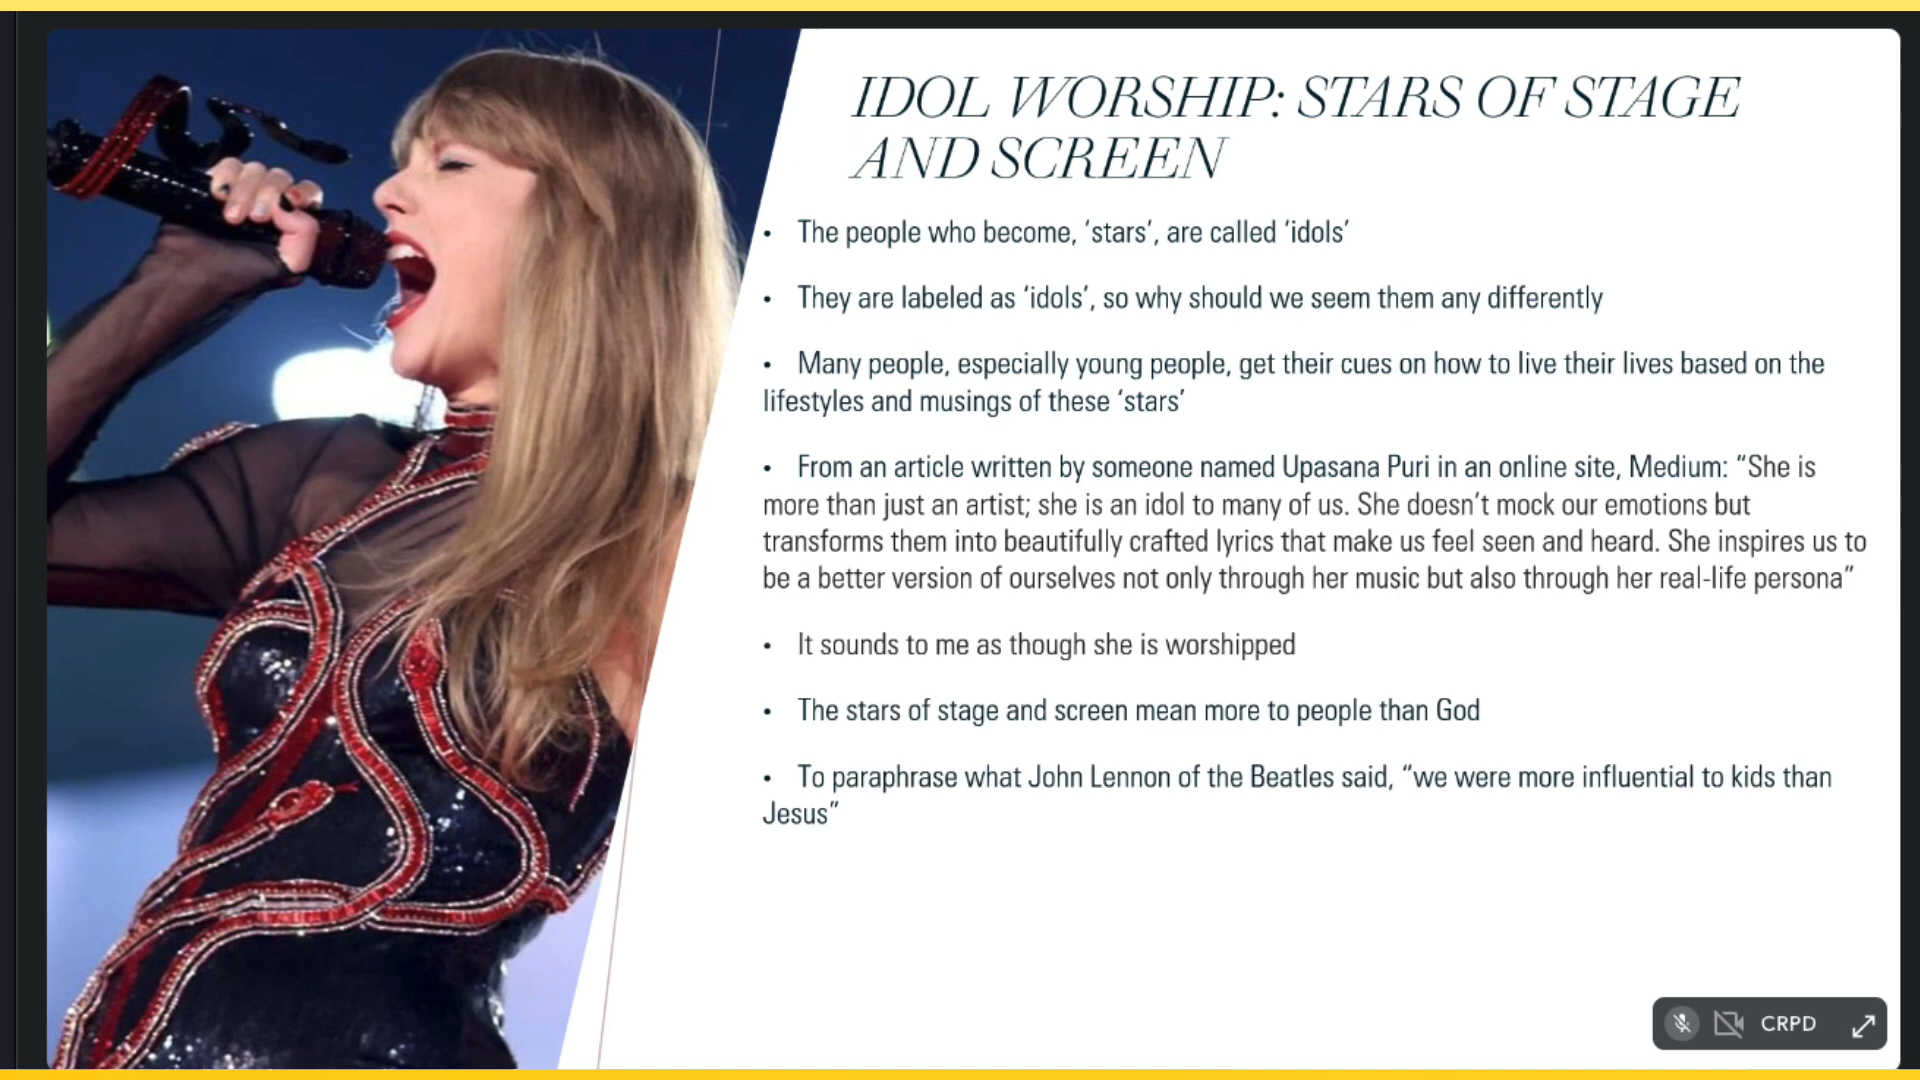 IDOL WORSHIP: STARS OF STAGE
AND SCREEN
• The people who become, ‘stars’, are called ‘idols’
• They are labeled as ‘idols’, so why should we seem them any differently
• Many people, especially young people, get their cues on how to live their lives based on the
lifestyles and musings of these ‘stars’
• From an article written by someone named Upasana Puri in an online site, Medium: “She is
more than just an artist; she is an idol to many of us. She doesn’t mock our emotions but
transforms them into beautifully crafted lyrics that make us feel seen and heard. She inspires us to
be a better version of ourselves not only through her music but also through her real-life persona”
• It sounds to me as though she is worshipped
• The stars of stage and screen mean more to people than God
• To paraphrase what John Lennon of the Beatles said, “we were more influential to kids than
Jesus”
CRPD